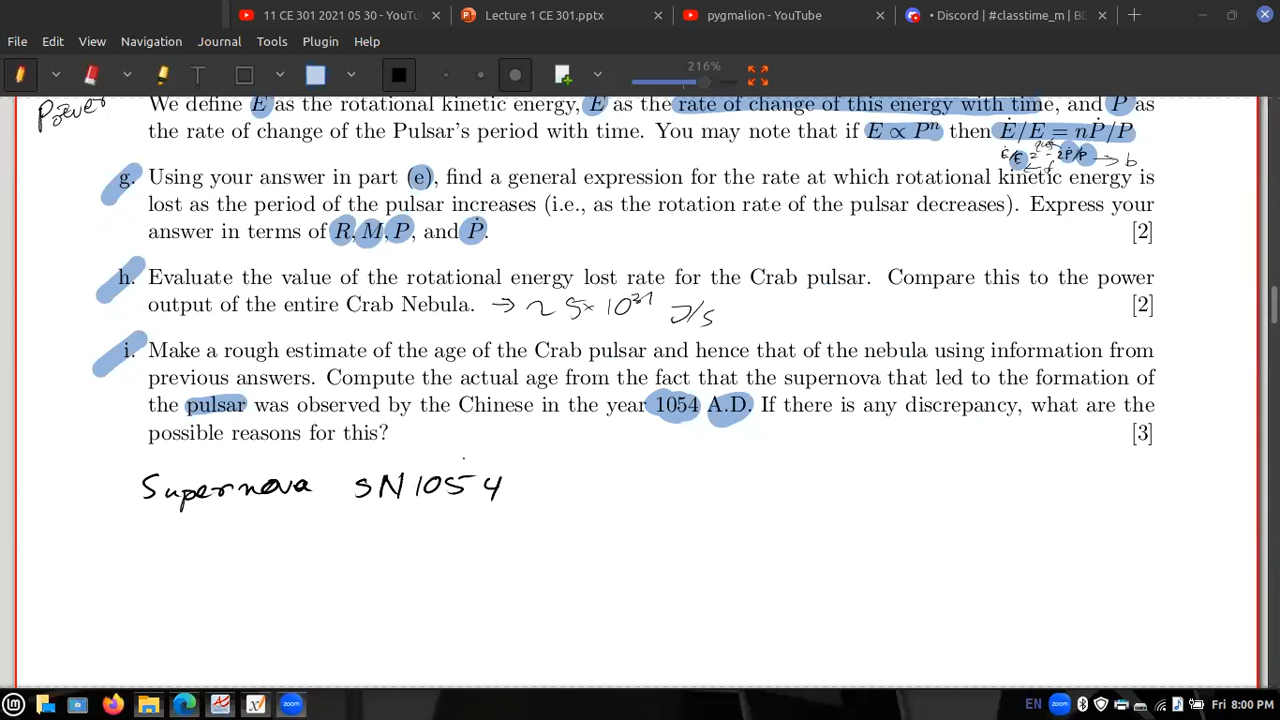 11 CE 301 2021 05 30 - YouTu
Lecture 1 CE 301.pptx
pygmalion - YouTube
• Discord | #classtime_m | BD
File Edit View Navigation Journal Tools Plugin Help
216%
Power
We define E as the rotational kinetic energy, Ė as the rate of change of this energy with time, and Ṗ as
the rate of change of the Pulsar's period with time. You may note that if E ∝ Pⁿ then Ė/E = nṖ/P
Ė/E = -2Ṗ/P → b
g. Using your answer in part (e), find a general expression for the rate at which rotational kinetic energy is
lost as the period of the pulsar increases (i.e., as the rotation rate of the pulsar decreases). Express your
answer in terms of R, M, P, and Ṗ. [2]
h. Evaluate the value of the rotational energy lost rate for the Crab pulsar. Compare this to the power
output of the entire Crab Nebula. → ~ 5× 10³¹ J/s [2]
i. Make a rough estimate of the age of the Crab pulsar and hence that of the nebula using information from
previous answers. Compute the actual age from the fact that the supernova that led to the formation of
the pulsar was observed by the Chinese in the year 1054 A.D. If there is any discrepancy, what are the
possible reasons for this? [3]
Supernova SN1054
EN zoom Fri 8:00 PM